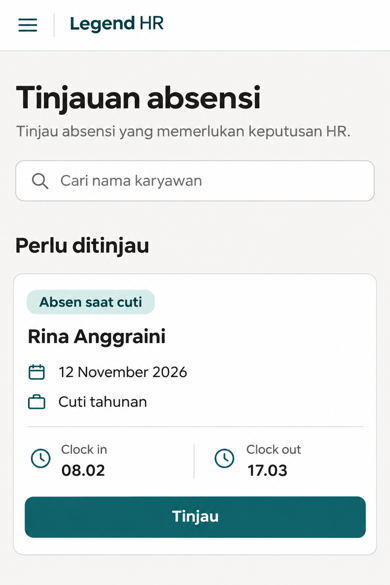 Legend HR
Tinjauan absensi
Tinjau absensi yang memerlukan keputusan HR.
Cari nama karyawan
Perlu ditinjau
Absen saat cuti
Rina Anggraini
12 November 2026
Cuti tahunan
Clock in
08.02
Clock out
17.03
Tinjau